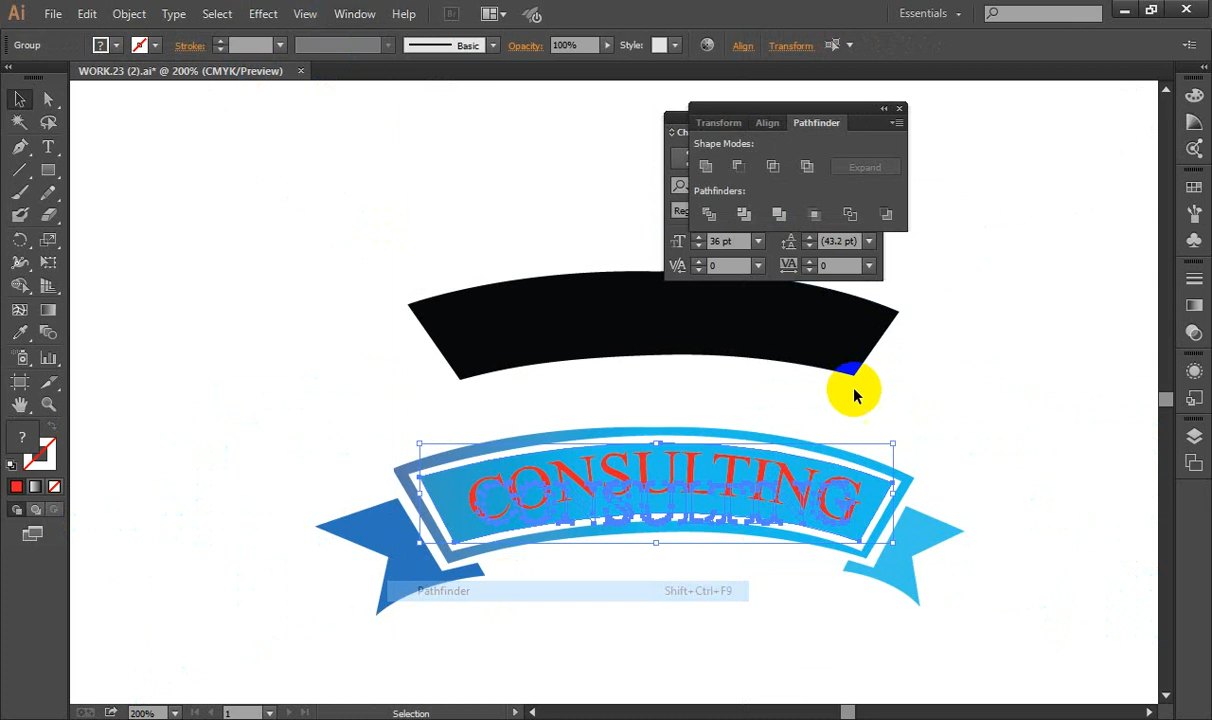 Ai File Edit Object Type Select Effect View Window Help Br Essentials
Group Stroke: Basic Opacity: 100% Style: Align Transform
WORK.23 (2).ai* @ 200% (CMYK/Preview) ×
Transform Align Pathfinder
Shape Modes:
Expand
Pathfinders:
36 pt (43.2 pt)
0 0
CONSULTING
Pathfinder Shift+Ctrl+F9
200% 1 Selection